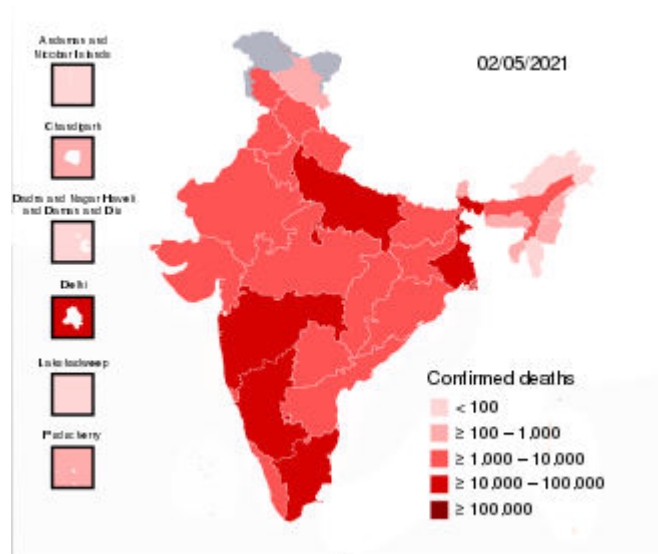 Andaman and
Nicobar Islands
Chandigarh
Dadra and Nagar Haveli
and Daman and Diu
Delhi
Lakshadweep
Puducherry
02/05/2021
Confirmed deaths
< 100
≥ 100 – 1,000
≥ 1,000 – 10,000
≥ 10,000 – 100,000
≥ 100,000